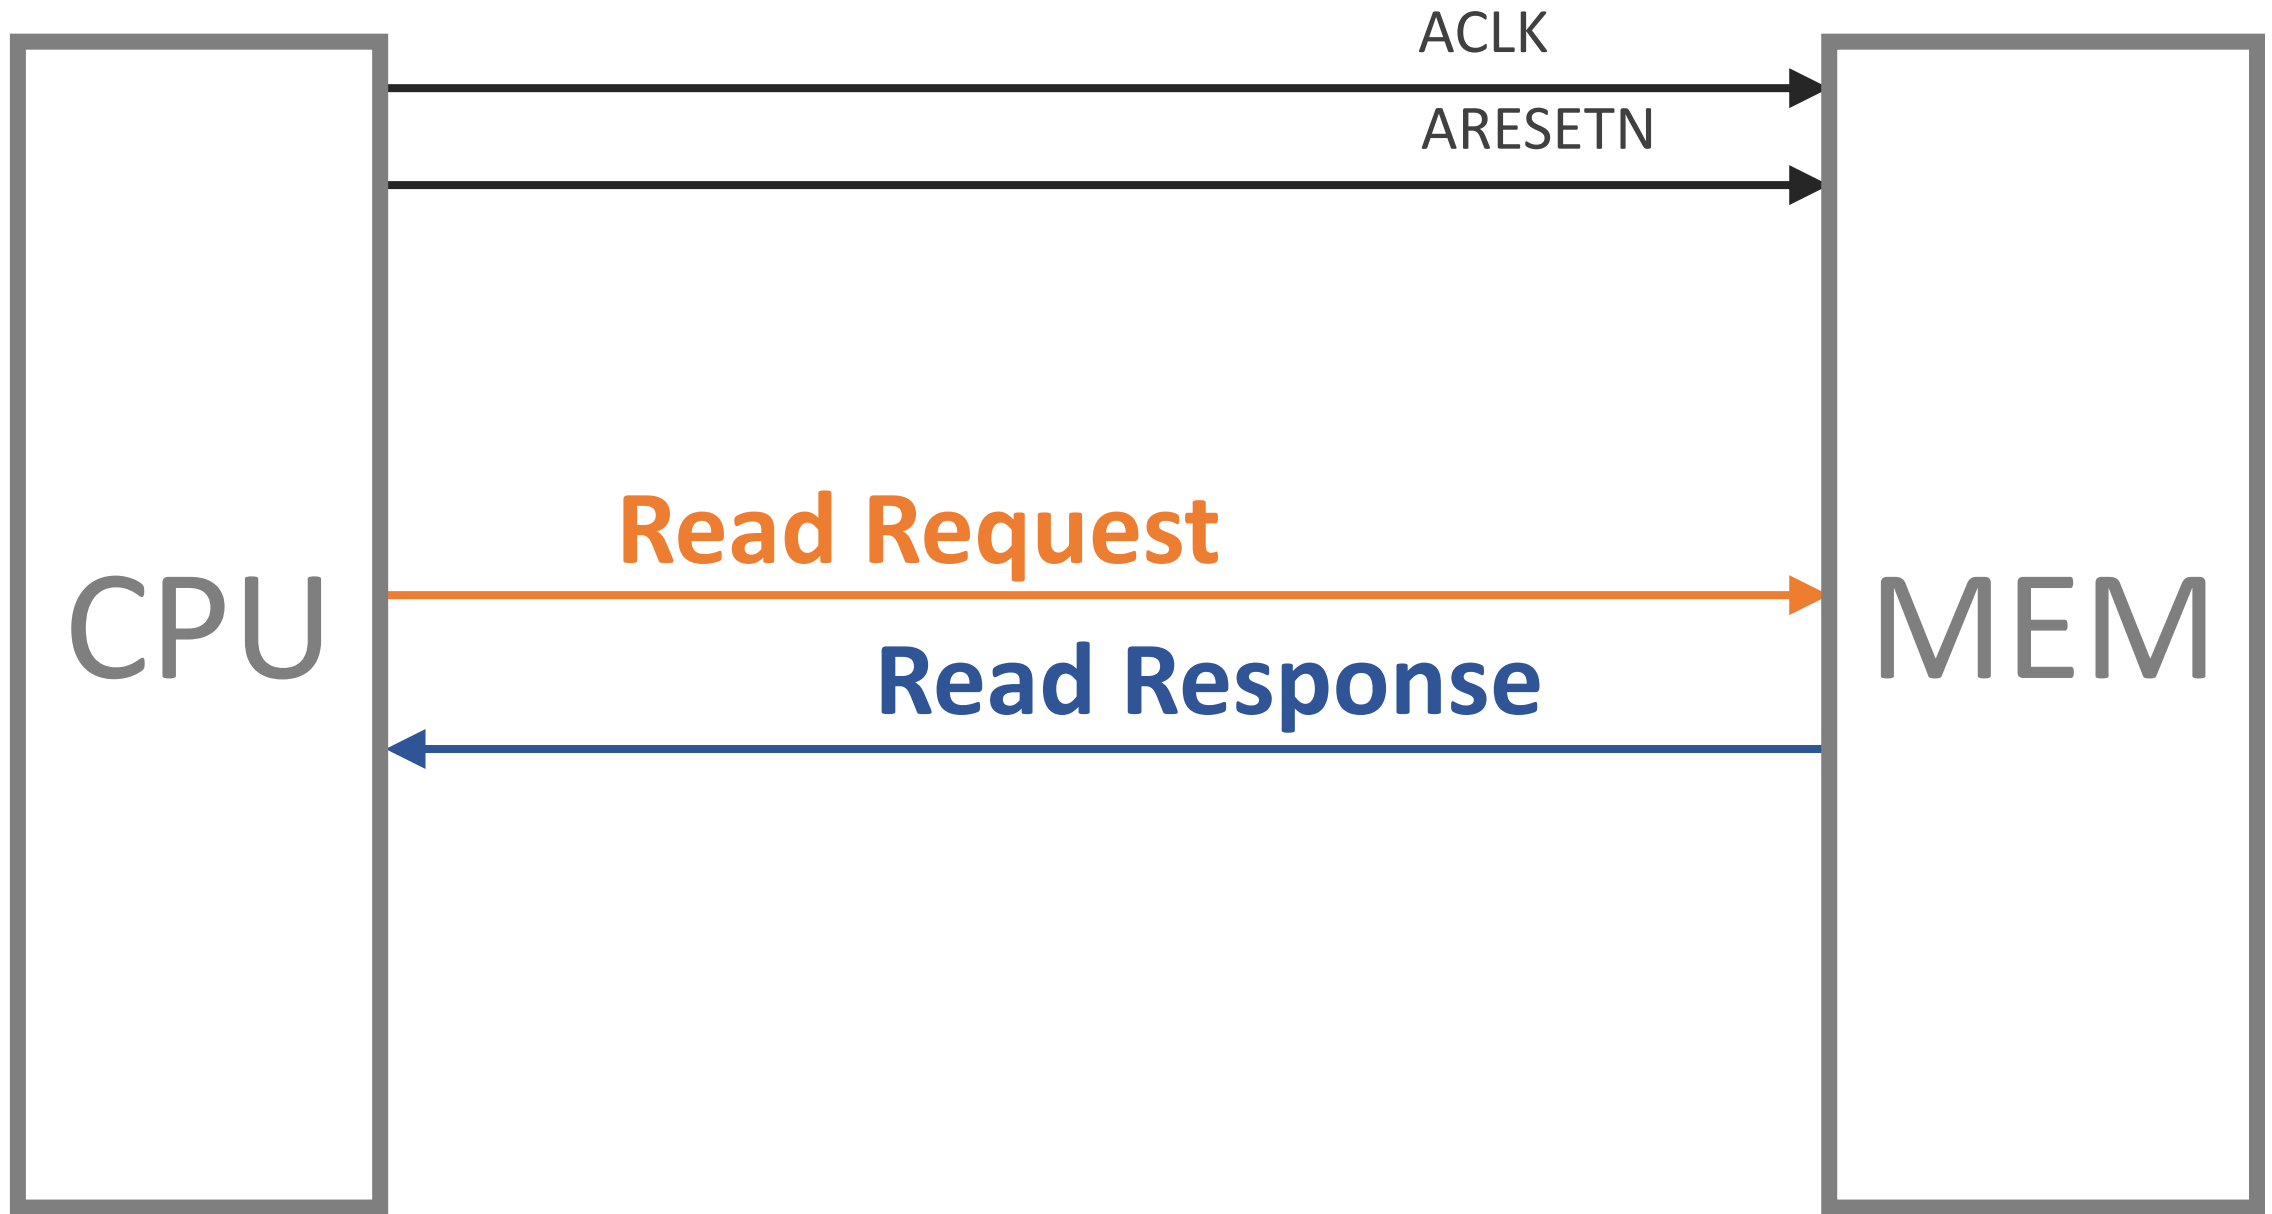 ACLK
ARESETN
Read Request
CPU
MEM
Read Response